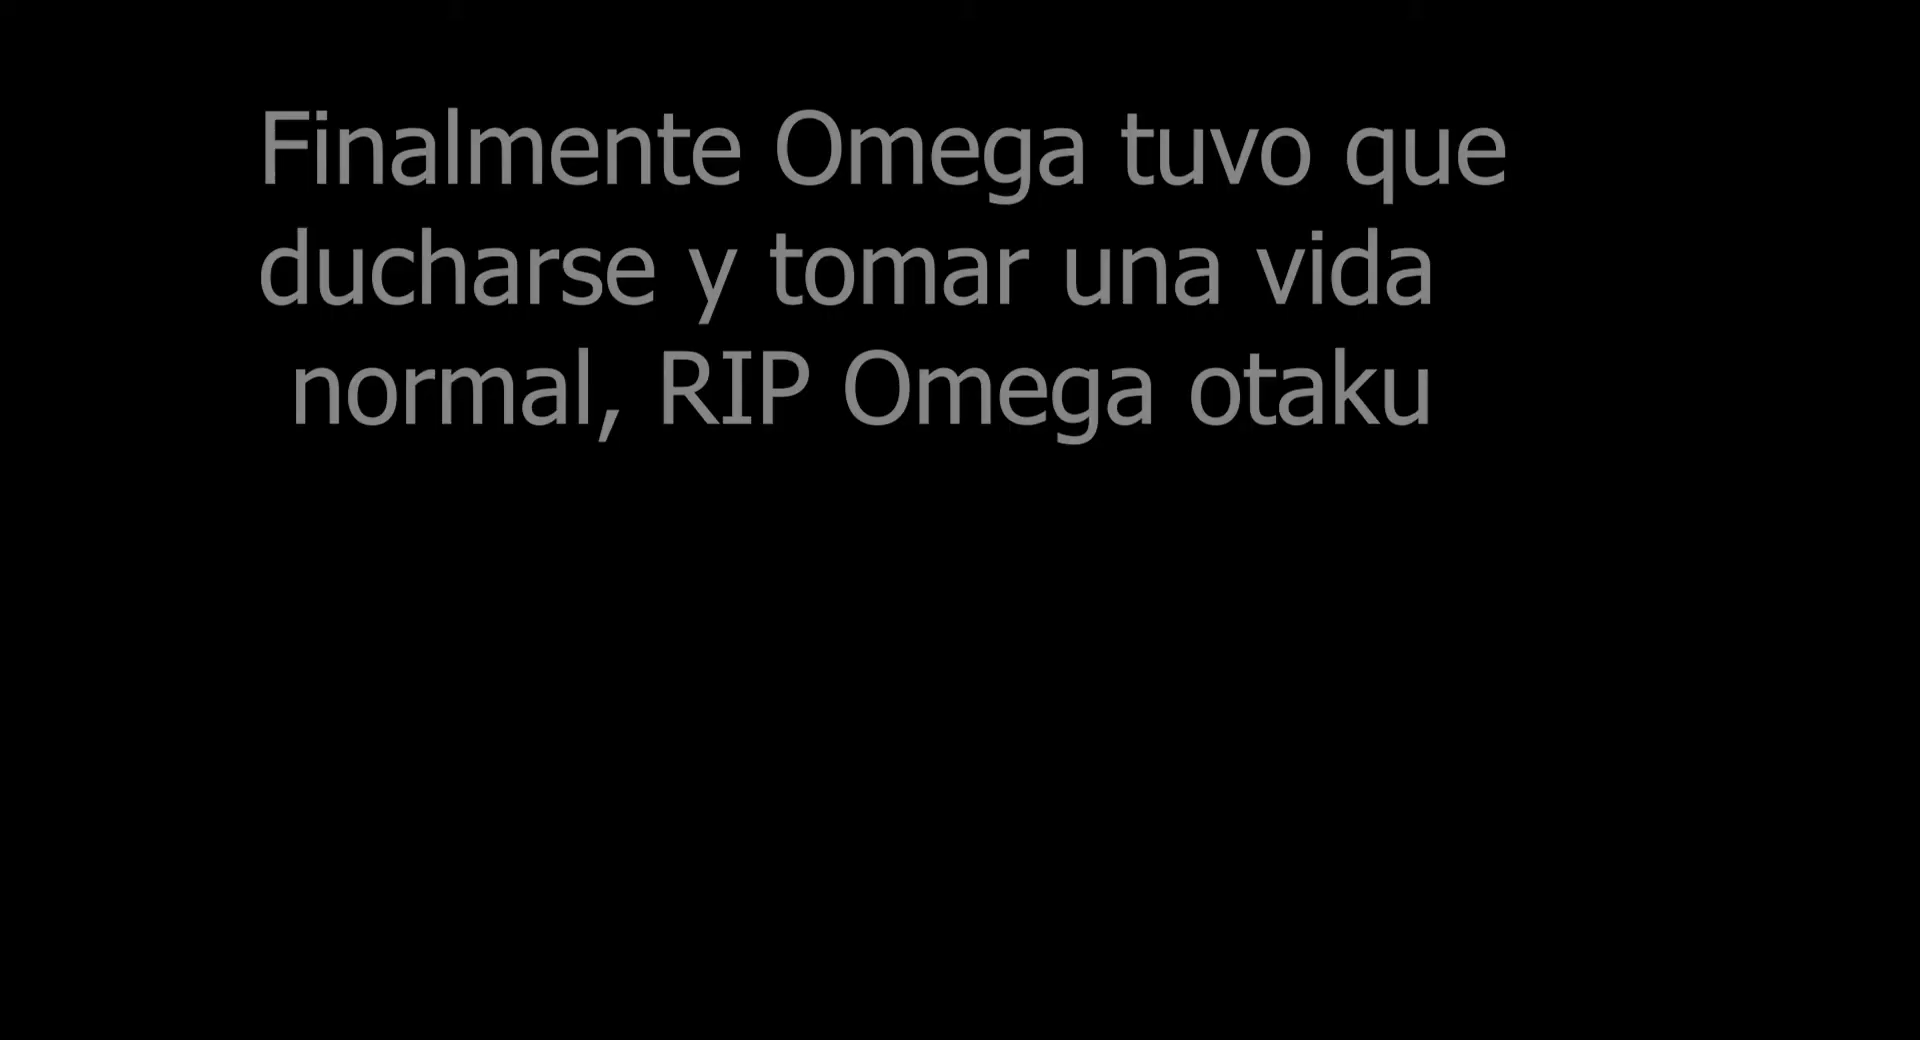 Finalmente Omega tuvo que
ducharse y tomar una vida
normal, RIP Omega otaku